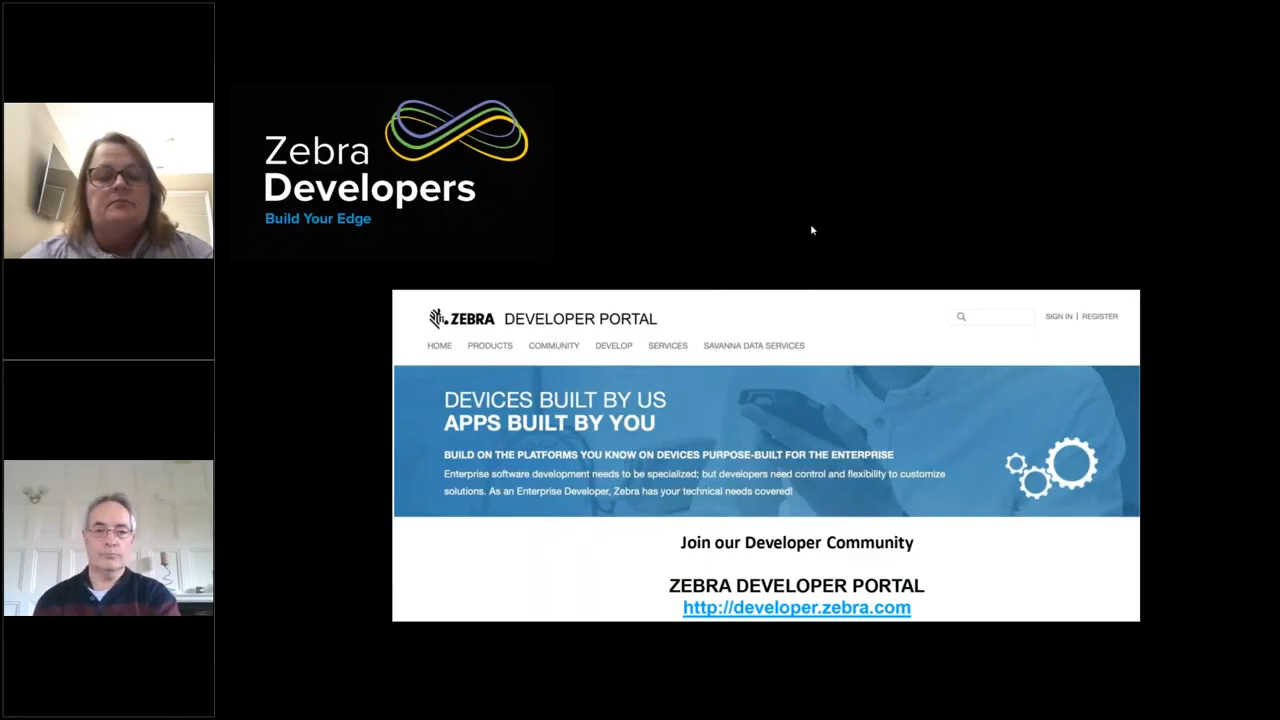 Zebra
Developers
Build Your Edge
ZEBRA DEVELOPER PORTAL
SIGN IN | REGISTER
HOME PRODUCTS COMMUNITY DEVELOP SERVICES SAVANNA DATA SERVICES
DEVICES BUILT BY US
APPS BUILT BY YOU
BUILD ON THE PLATFORMS YOU KNOW ON DEVICES PURPOSE-BUILT FOR THE ENTERPRISE
Enterprise software development needs to be specialized; but developers need control and flexibility to customize
solutions. As an Enterprise Developer, Zebra has your technical needs covered!
Join our Developer Community
ZEBRA DEVELOPER PORTAL
http://developer.zebra.com